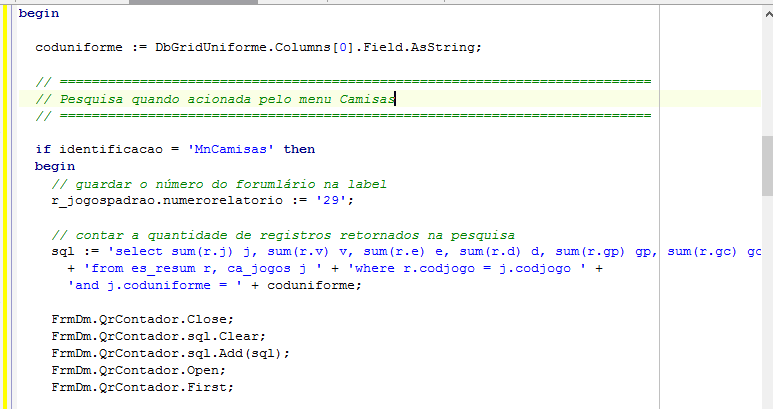 begin
coduniforme := DbGridUniforme.Columns[0].Field.AsString;
// ==========================================================================
// Pesquisa quando acionada pelo menu Camisas
// ==========================================================================
if identificacao = 'MnCamisas' then
begin
// guardar o número do forumlário na label
r_jogospadrao.numerorelatorio := '29';
// contar a quantidade de registros retornados na pesquisa
sql := 'select sum(r.j) j, sum(r.v) v, sum(r.e) e, sum(r.d) d, sum(r.gp) gp, sum(r.gc) gc
+ 'from es_resum r, ca_jogos j ' + 'where r.codjogo = j.codjogo ' +
'and j.coduniforme = ' + coduniforme;
FrmDm.QrContador.Close;
FrmDm.QrContador.sql.Clear;
FrmDm.QrContador.sql.Add(sql);
FrmDm.QrContador.Open;
FrmDm.QrContador.First;